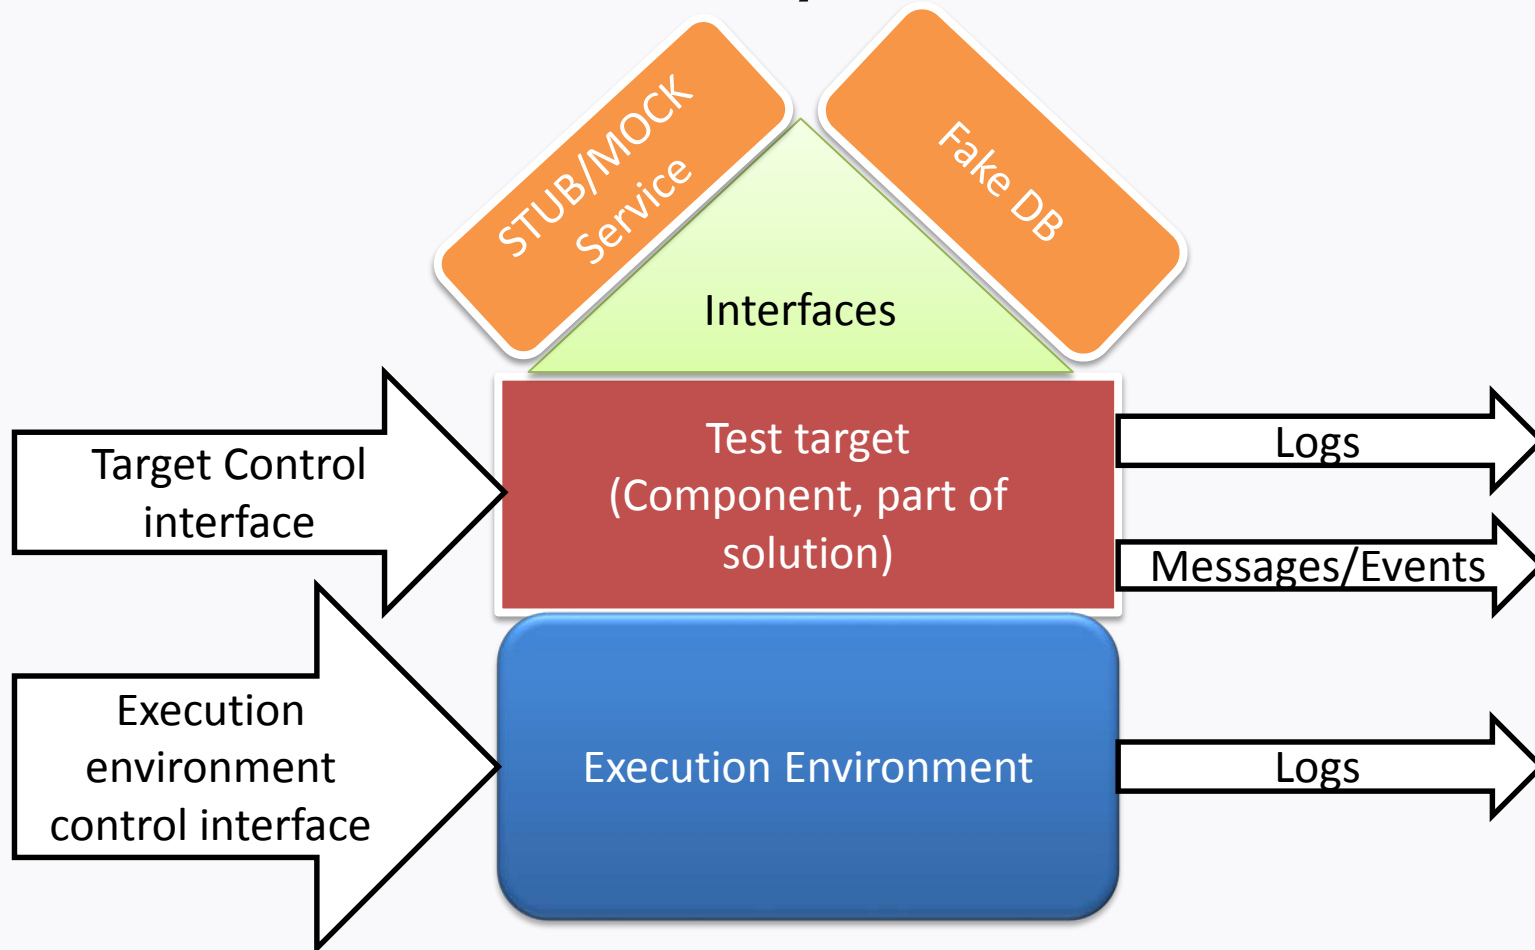 STUB/MOCK
Service
Fake DB
Interfaces
Target Control
interface
Test target
(Component, part of
solution)
Logs
Messages/Events
Execution
environment
control interface
Execution Environment
Logs